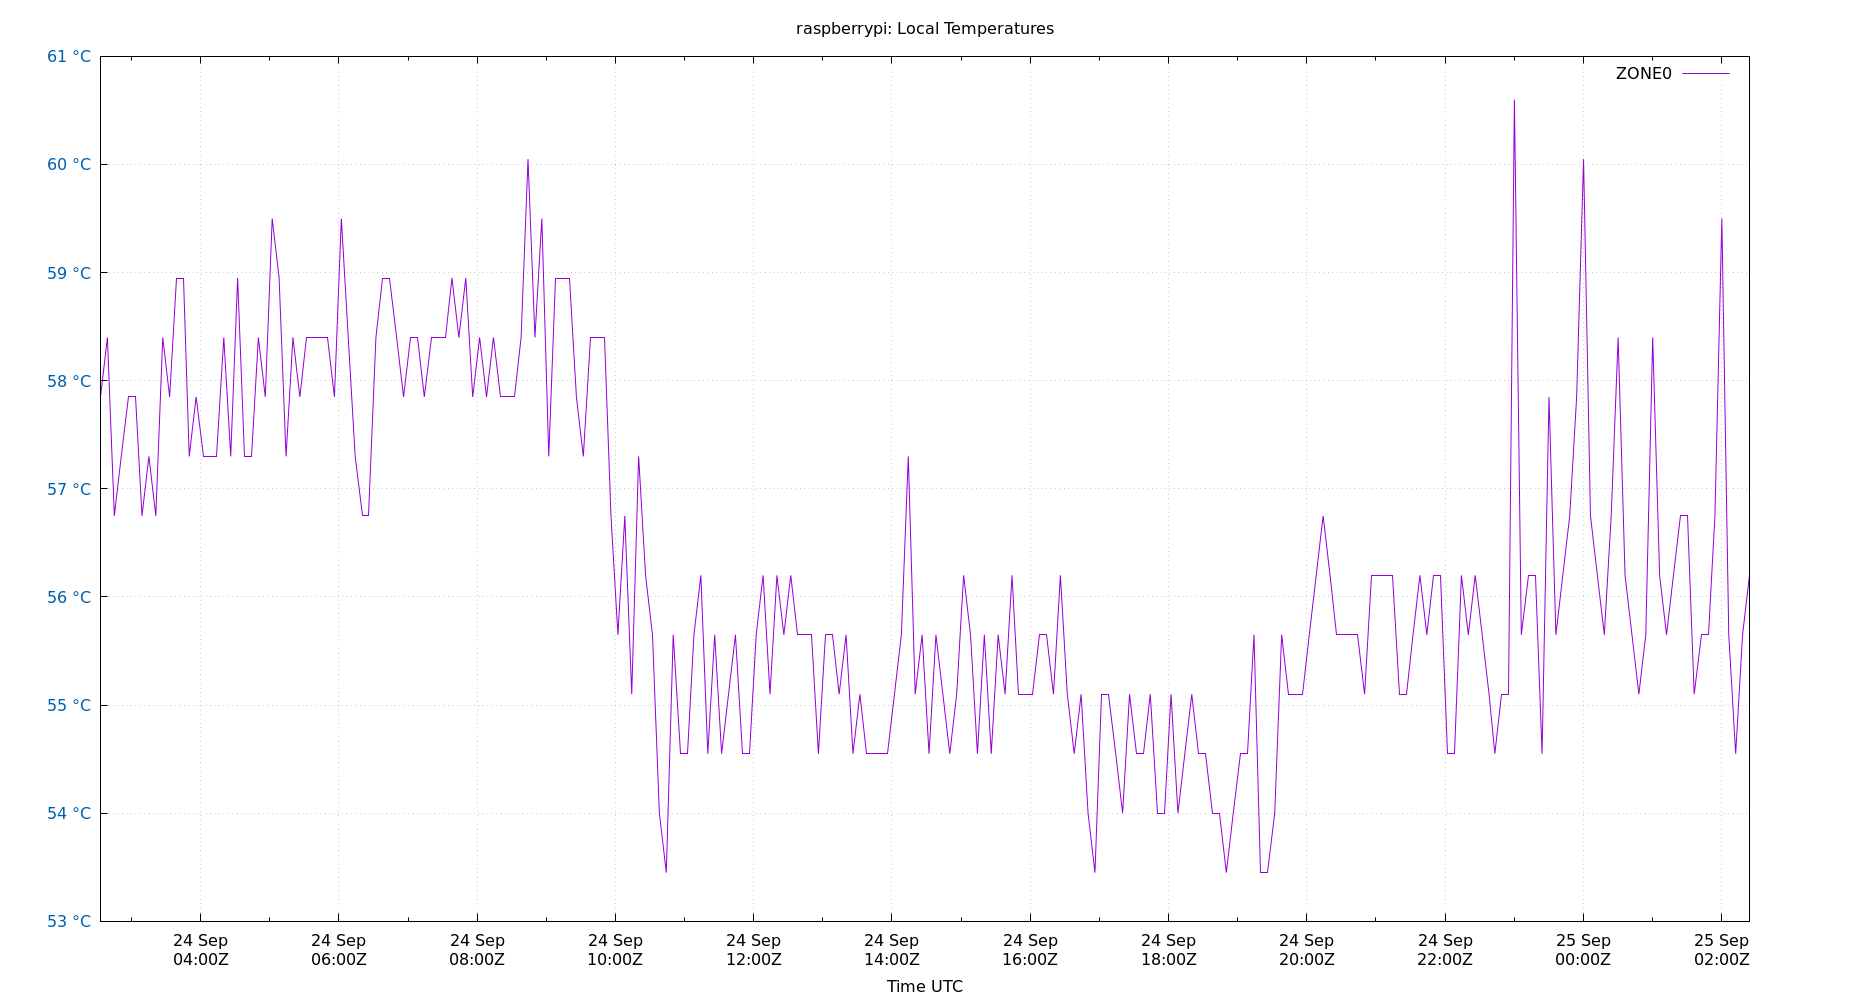 raspberrypi: Local Temperatures
61 °C
ZONE0
60 °C
59 °C
58 °C
57 °C
56 °C
55 °C
54 °C
53 °C
24 Sep 24 Sep 24 Sep 24 Sep 24 Sep 24 Sep 24 Sep 24 Sep 24 Sep 24 Sep 25 Sep 25 Sep
04:00Z 06:00Z 08:00Z 10:00Z 12:00Z 14:00Z 16:00Z 18:00Z 20:00Z 22:00Z 00:00Z 02:00Z
Time UTC